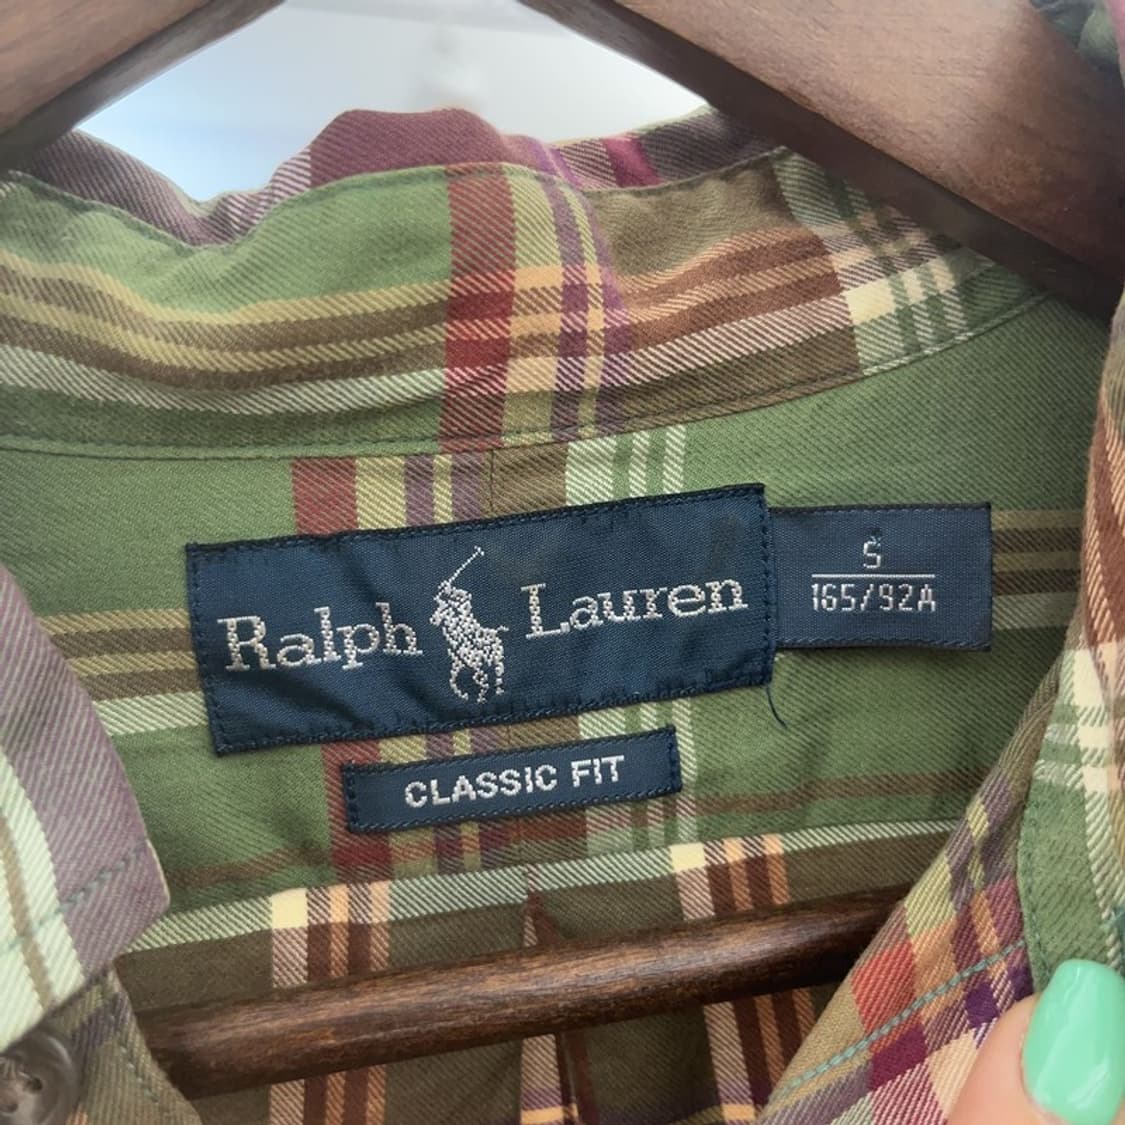 Ralph Lauren
S
165/92A
CLASSIC FIT